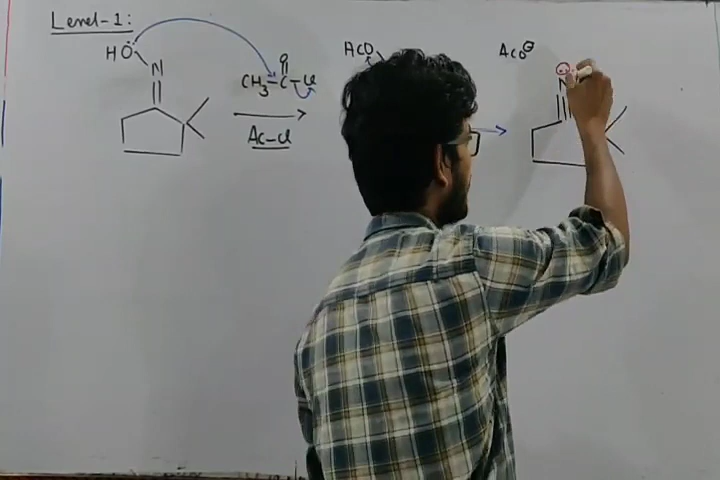 Level-1:
HO
N
O
CH3-C-Cl
Ac-Cl
AcO
AcO⊖